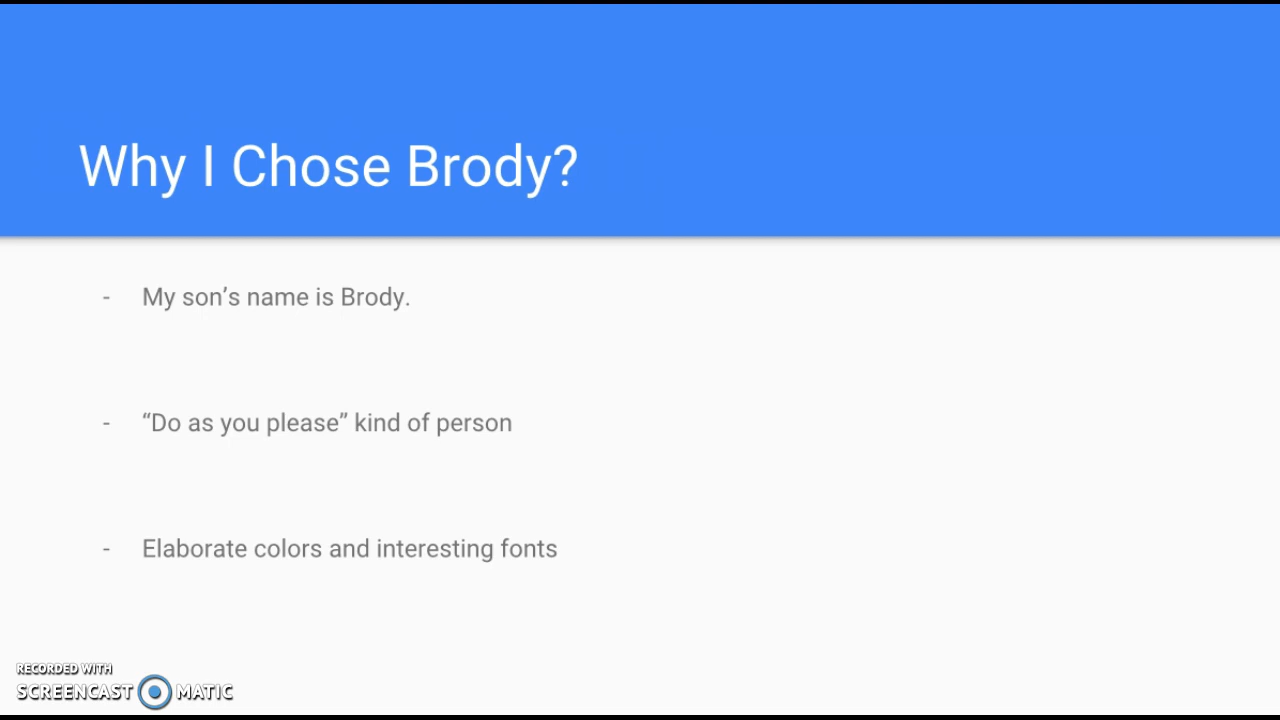 Why I Chose Brody?
- My son’s name is Brody.
- “Do as you please” kind of person
- Elaborate colors and interesting fonts
RECORDED WITH
SCREENCAST MATIC